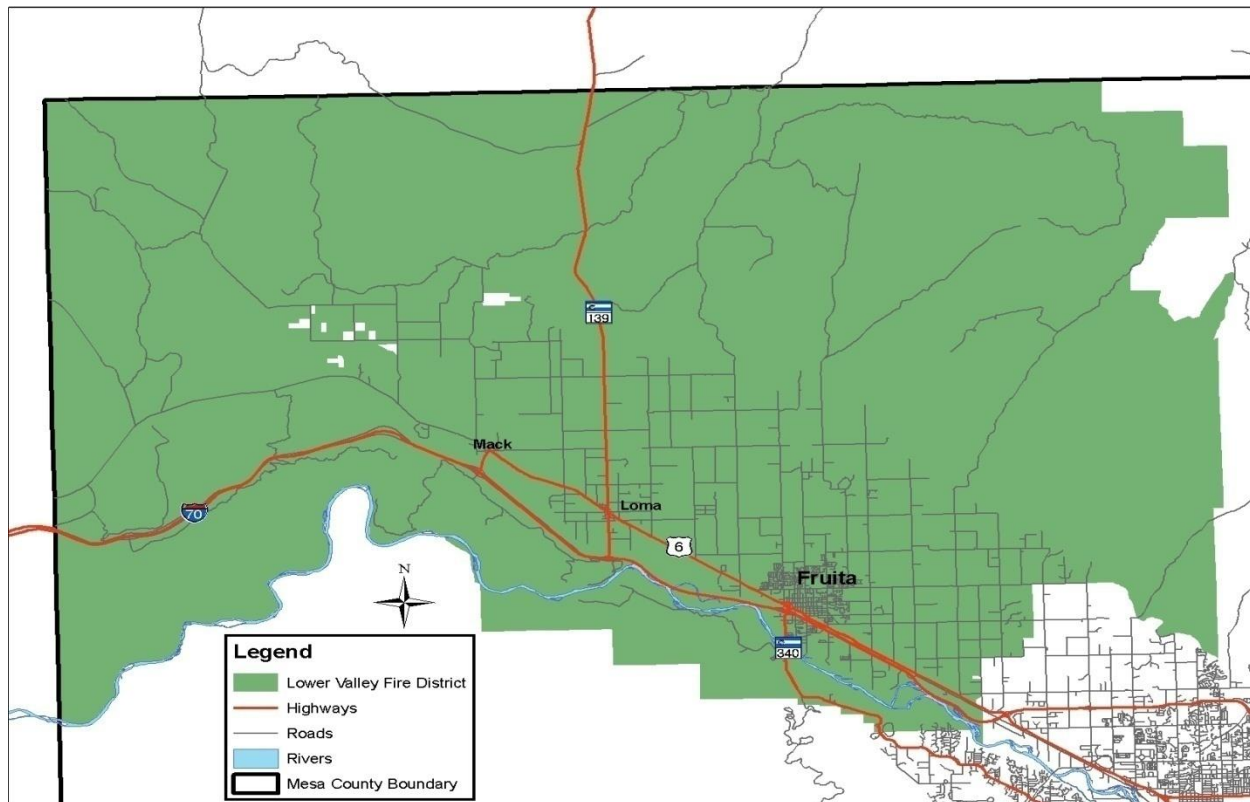 139
Mack
Loma
70
6
Fruita
N
340
Legend
Lower Valley Fire District
Highways
Roads
Rivers
Mesa County Boundary